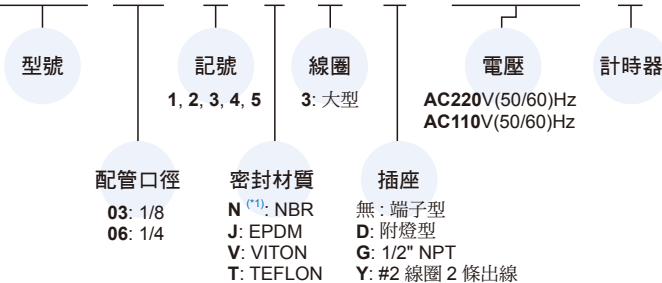 型號
記號
線圈
電壓
計時器
1, 2, 3, 4, 5
3: 大型
AC220V(50/60)Hz
AC110V(50/60)Hz
配管口徑
密封材質
插座
03: 1/8
06: 1/4
N (*1): NBR
J: EPDM
V: VITON
T: TEFLON
無 : 端子型
D: 附燈型
G: 1/2" NPT
Y: #2 線圈 2 條出線